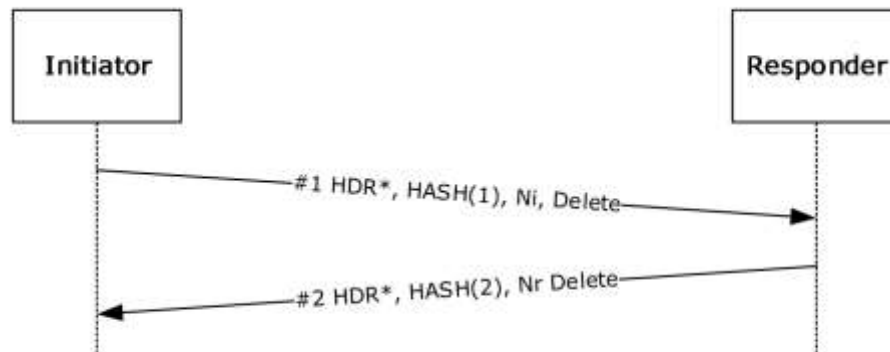 Initiator
Responder
#1 HDR*, HASH(1), Ni, Delete
#2 HDR*, HASH(2), Nr Delete